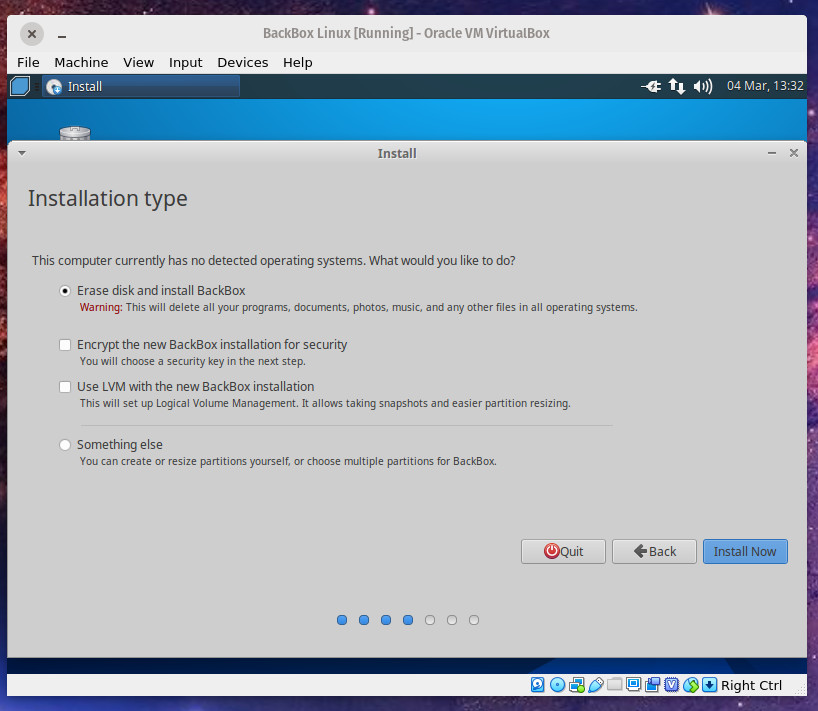 BackBox Linux [Running] - Oracle VM VirtualBox
File Machine View Input Devices Help
Install 04 Mar, 13:32
Install
Installation type
This computer currently has no detected operating systems. What would you like to do?
Erase disk and install BackBox
Warning: This will delete all your programs, documents, photos, music, and any other files in all operating systems.
Encrypt the new BackBox installation for security
You will choose a security key in the next step.
Use LVM with the new BackBox installation
This will set up Logical Volume Management. It allows taking snapshots and easier partition resizing.
Something else
You can create or resize partitions yourself, or choose multiple partitions for BackBox.
Quit Back Install Now
Right Ctrl